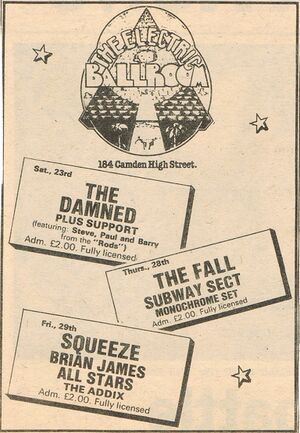 THE ELECTRIC
BALLROOM
184 Camden High Street.
Sat., 23rd
THE
DAMNED
PLUS SUPPORT
(featuring: Steve, Paul and Barry
from the "Rods")
Adm. £2.00. Fully licensed
Thurs., 28th
THE FALL
SUBWAY SECT
MONOCHROME SET
Adm. £2.00. Fully licensed
Fri., 29th
SQUEEZE
BRIAN JAMES
ALL STARS
THE ADDIX
Adm. £2.00. Fully licensed